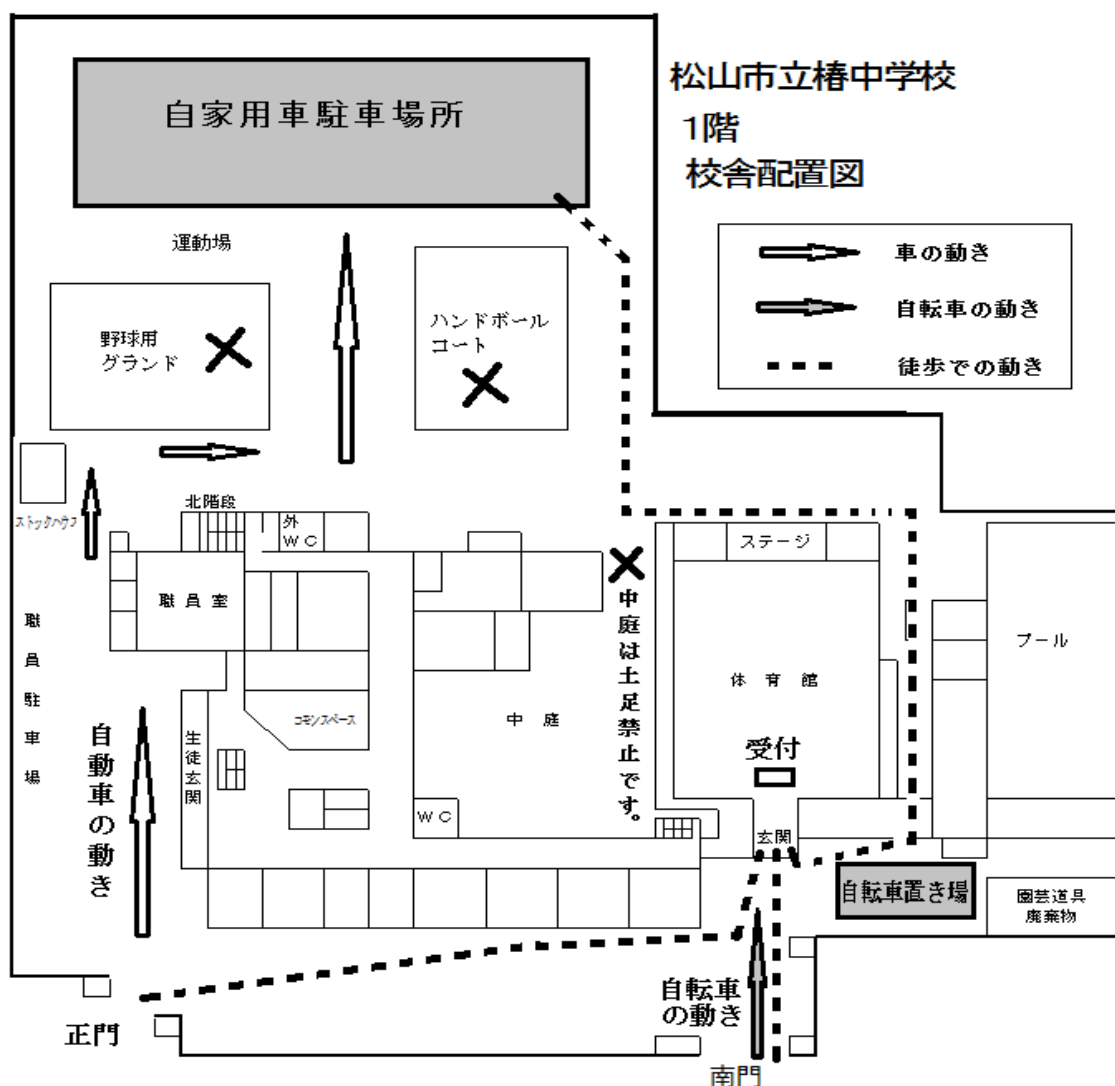 自家用車駐車場所
松山市立椿中学校
1階
校舎配置図
車の動き
自転車の動き
徒歩での動き
運動場
野球用
グランド
ハンドボール
コート
ストックハウス
北階段
外
WC
職員室
職員駐車場
自動車の動き
生徒玄関
コモンスペース
中庭
WC
中庭は土足禁止です。
ステージ
体育館
受付
玄関
プール
自転車置き場
園芸道具
廃棄物
自転車
の動き
正門
南門